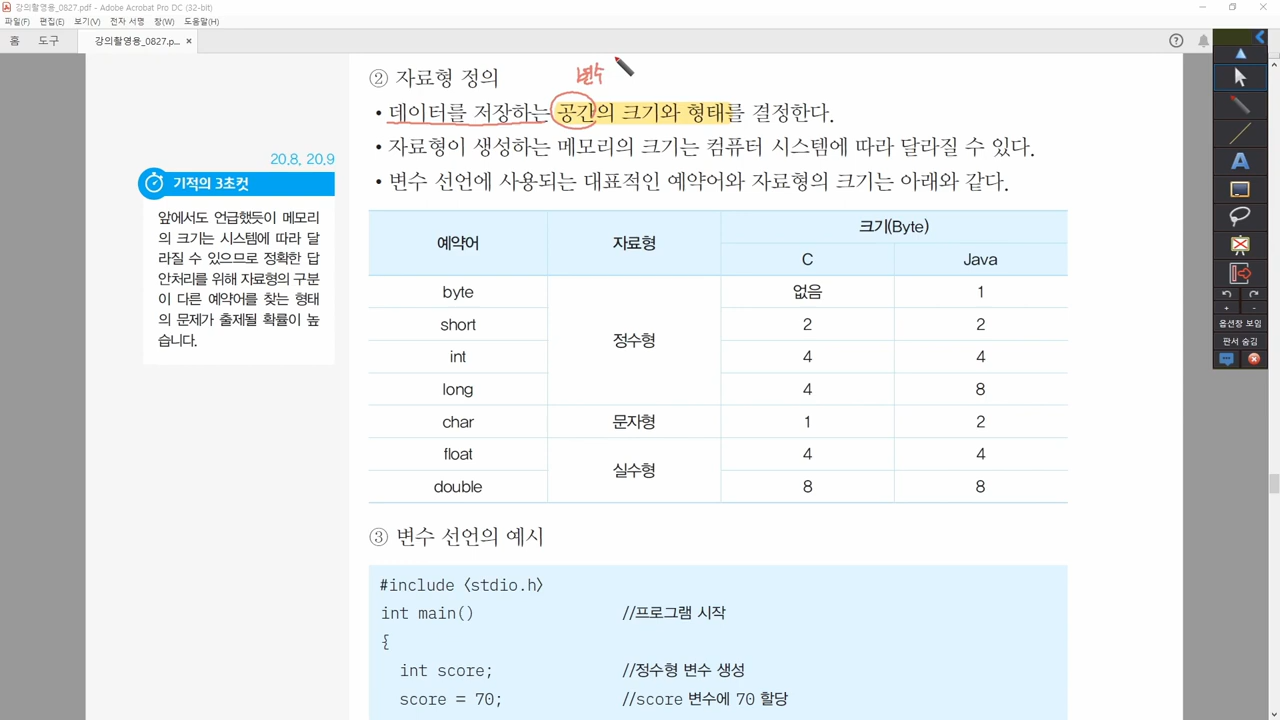 강의촬영용_0827.pdf - Adobe Acrobat Pro DC (32-bit)
파일(F) 편집(E) 보기(V) 전자 서명 창(W) 도움말(H)
홈 도구 강의촬영용_0827.p... ×
② 자료형 정의
변수
• 데이터를 저장하는 공간의 크기와 형태를 결정한다.
• 자료형이 생성하는 메모리의 크기는 컴퓨터 시스템에 따라 달라질 수 있다.
• 변수 선언에 사용되는 대표적인 예약어와 자료형의 크기는 아래와 같다.
20.8, 20.9
기적의 3초컷
앞에서도 언급했듯이 메모리
의 크기는 시스템에 따라 달
라질 수 있으므로 정확한 답
안처리를 위해 자료형의 구분
이 다른 예약어를 찾는 형태
의 문제가 출제될 확률이 높
습니다.
예약어 자료형 크기(Byte)
C Java
byte 정수형 없음 1
short 2 2
int 4 4
long 4 8
char 문자형 1 2
float 실수형 4 4
double 8 8
③ 변수 선언의 예시
#include 〈stdio.h〉
int main() //프로그램 시작
{
int score; //정수형 변수 생성
score = 70; //score 변수에 70 할당
옵션창 보임
판서 숨김